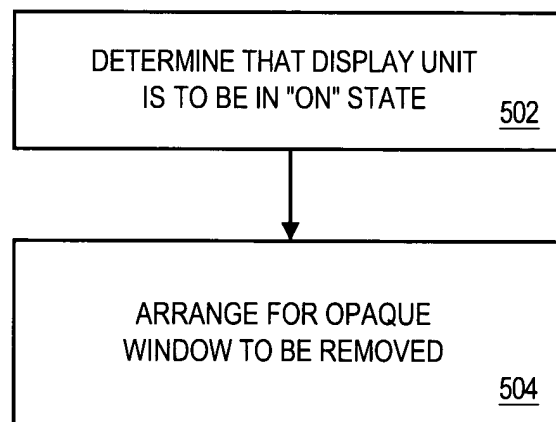 DETERMINE THAT DISPLAY UNIT
IS TO BE IN "ON" STATE
502
ARRANGE FOR OPAQUE
WINDOW TO BE REMOVED
504